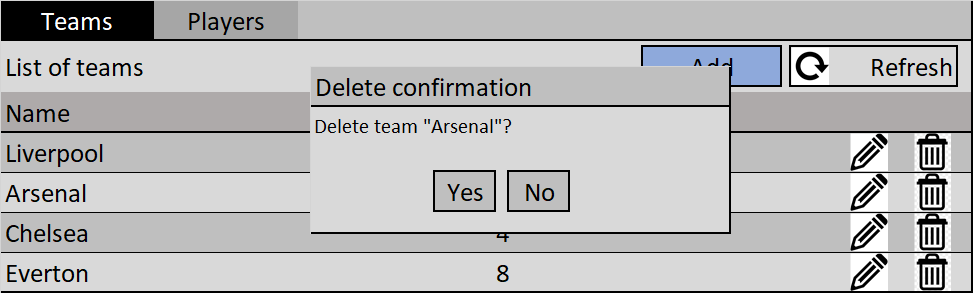 Teams Players
List of teams Add Refresh
Delete confirmation
Name
Delete team "Arsenal"?
Liverpool
Arsenal Yes No
Chelsea 4
Everton 8